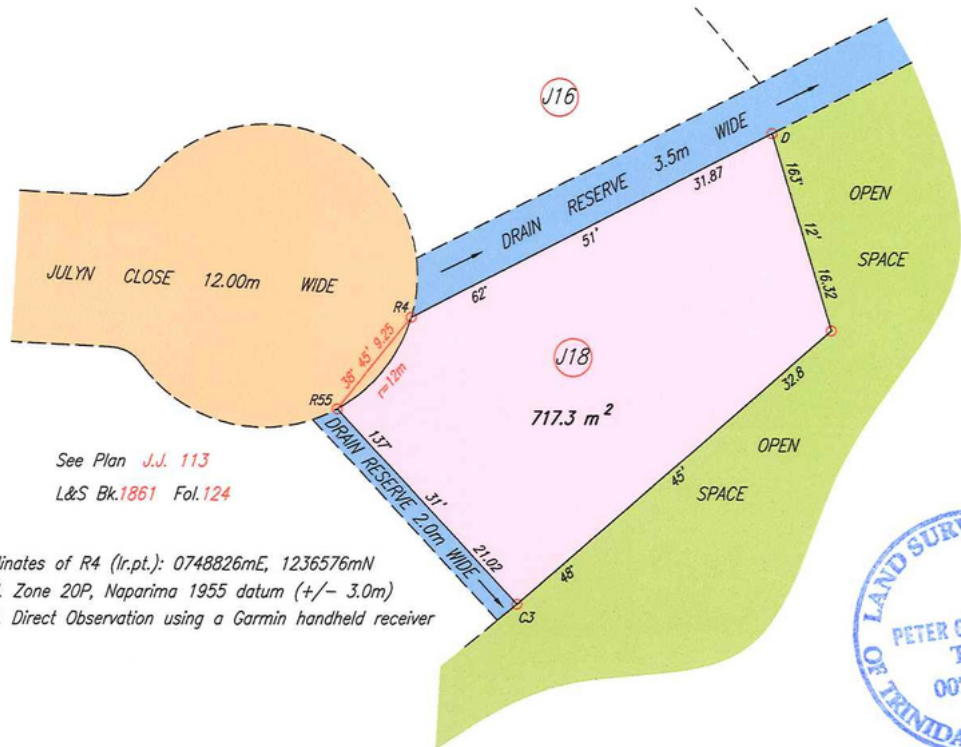 J16
DRAIN RESERVE 3.5m WIDE
D
31.87
51'
62°
163°
12'
16.32
OPEN
SPACE
JULYN CLOSE 12.00m WIDE
R4
38° 45' 9.25
r=12m
R55
J18
717.3 m²
32.8
45'
48°
OPEN
SPACE
137°
31'
21.02
DRAIN RESERVE 2.0m WIDE
C3
See Plan J.J. 113
L&S Bk.1861 Fol.124
dinates of R4 (Ir.pt.): 0748826mE, 1236576mN
. Zone 20P, Naparima 1955 datum (+/- 3.0m)
. Direct Observation using a Garmin handheld receiver
LAND SURV
PETER
OF TRINIDA